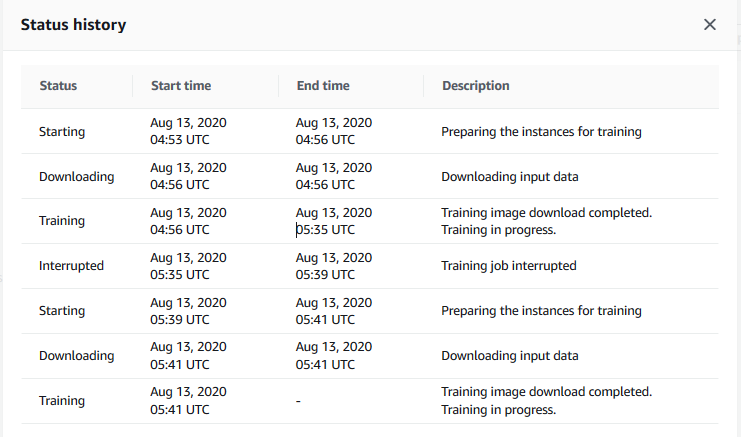 Status history
Status Start time End time Description
Starting Aug 13, 2020 04:53 UTC Aug 13, 2020 04:56 UTC Preparing the instances for training
Downloading Aug 13, 2020 04:56 UTC Aug 13, 2020 04:56 UTC Downloading input data
Training Aug 13, 2020 04:56 UTC Aug 13, 2020 05:35 UTC Training image download completed. Training in progress.
Interrupted Aug 13, 2020 05:35 UTC Aug 13, 2020 05:39 UTC Training job interrupted
Starting Aug 13, 2020 05:39 UTC Aug 13, 2020 05:41 UTC Preparing the instances for training
Downloading Aug 13, 2020 05:41 UTC Aug 13, 2020 05:41 UTC Downloading input data
Training Aug 13, 2020 05:41 UTC - Training image download completed. Training in progress.